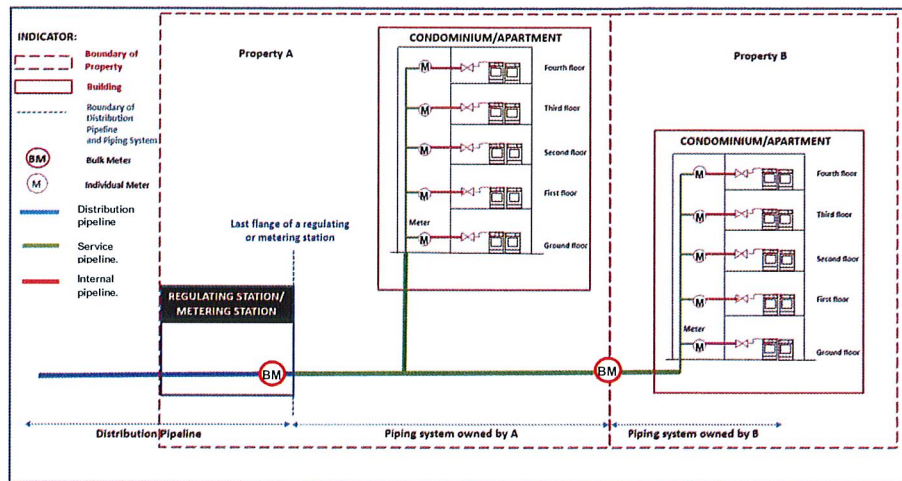 INDICATOR:
Boundary of
Property
Building
Boundary of
Distribution
Pipeline
and Piping System
BM
Bulk Meter
M
Individual Meter
Distribution
pipeline
Service
pipeline.
Internal
pipeline.
Property A
CONDOMINIUM/APARTMENT
M
Fourth floor
M
Third floor
M
Second floor
M
First floor
Meter
M
Ground floor
Last flange of a regulating
or metering station
REGULATING STATION/
METERING STATION
BM
BM
Property B
CONDOMINIUM/APARTMENT
M
Fourth floor
M
Third floor
M
Second floor
M
First floor
Meter
M
Ground floor
Distribution Pipeline
Piping system owned by A
Piping system owned by B